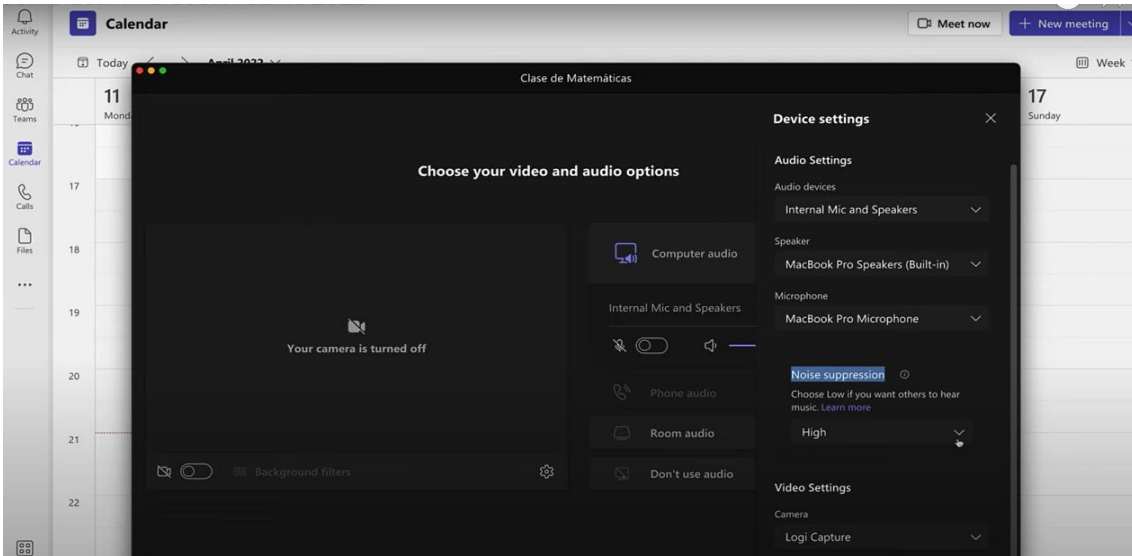 Activity
Chat
Teams
Calendar
Calls
Files
Calendar
Meet now
New meeting
Today
April 2022
Week
11
Mond
17
Sunday
17
18
19
20
21
22
Clase de Matemáticas
Choose your video and audio options
Your camera is turned off
Background filters
Computer audio
Internal Mic and Speakers
Phone audio
Room audio
Don't use audio
Device settings
Audio Settings
Audio devices
Internal Mic and Speakers
Speaker
MacBook Pro Speakers (Built-in)
Microphone
MacBook Pro Microphone
Noise suppression
Choose Low if you want others to hear
music. Learn more
High
Video Settings
Camera
Logi Capture